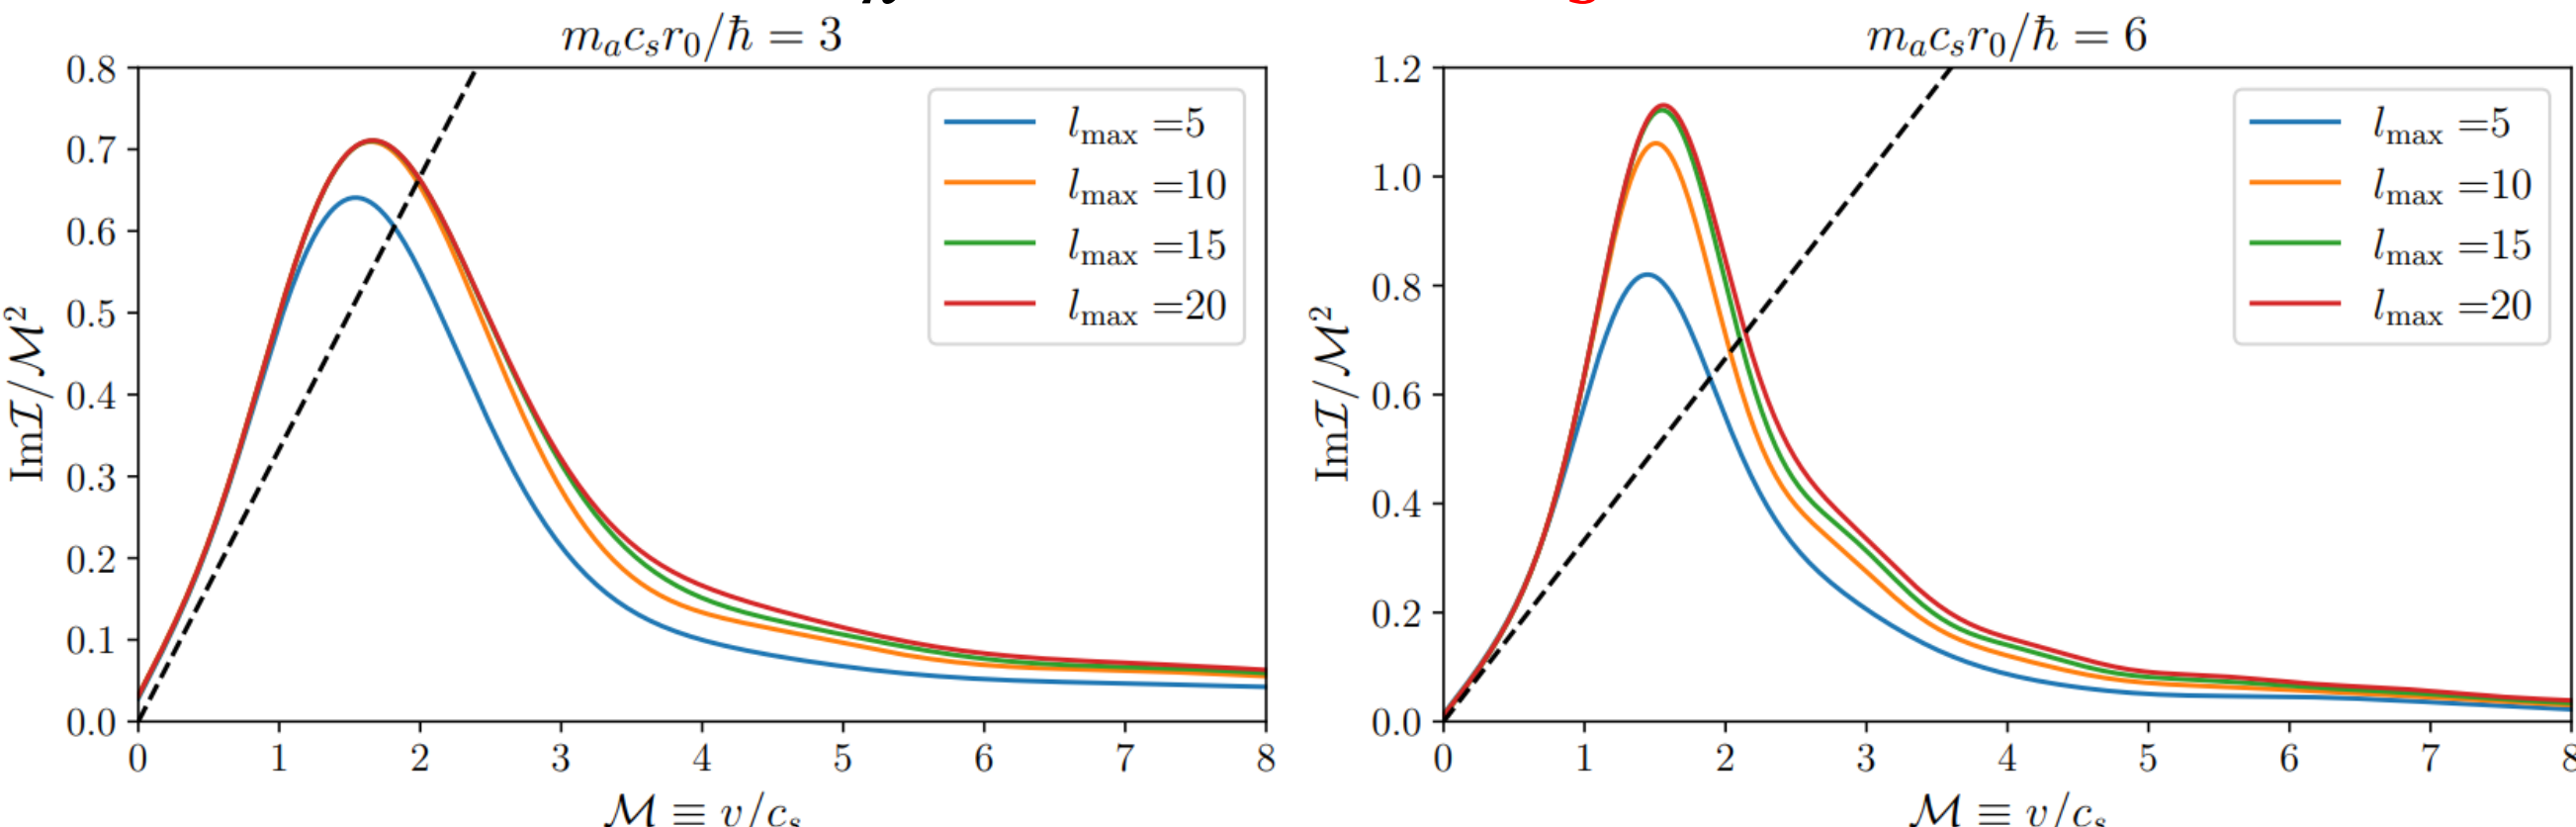 m_a c_s r_0/ħ = 3
0.8
0.7
0.6
0.5
0.4
0.3
0.2
0.1
0.0
Imℐ/ℳ²
l_max =5
l_max =10
l_max =15
l_max =20
0 1 2 3 4 5 6 7 8
ℳ ≡ v/c_s
m_a c_s r_0/ħ = 6
1.2
1.0
0.8
0.6
0.4
0.2
0.0
Imℐ/ℳ²
l_max =5
l_max =10
l_max =15
l_max =20
0 1 2 3 4 5 6 7 8
ℳ ≡ v/c_s